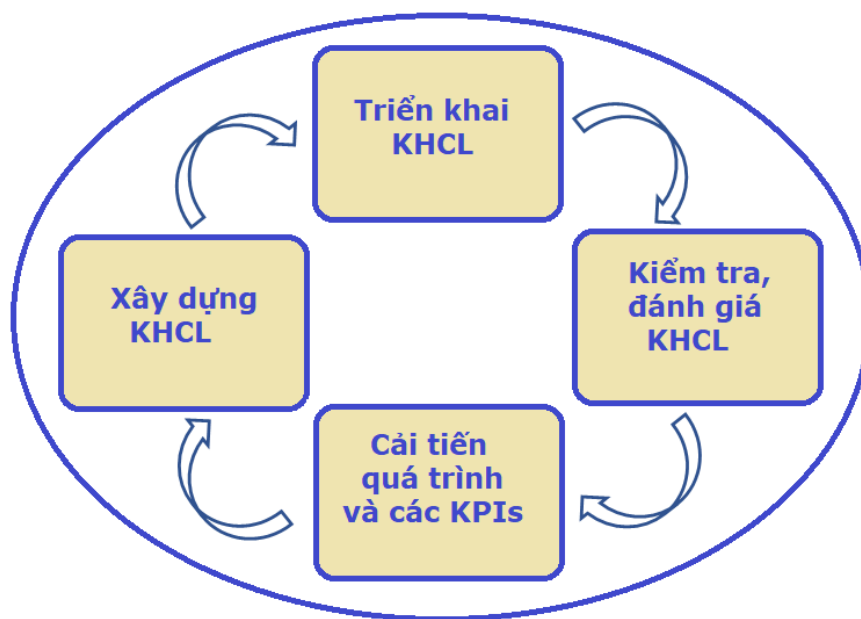 Triển khai
KHCL
Xây dựng
KHCL
Kiểm tra,
đánh giá
KHCL
Cải tiến
quá trình
và các KPIs